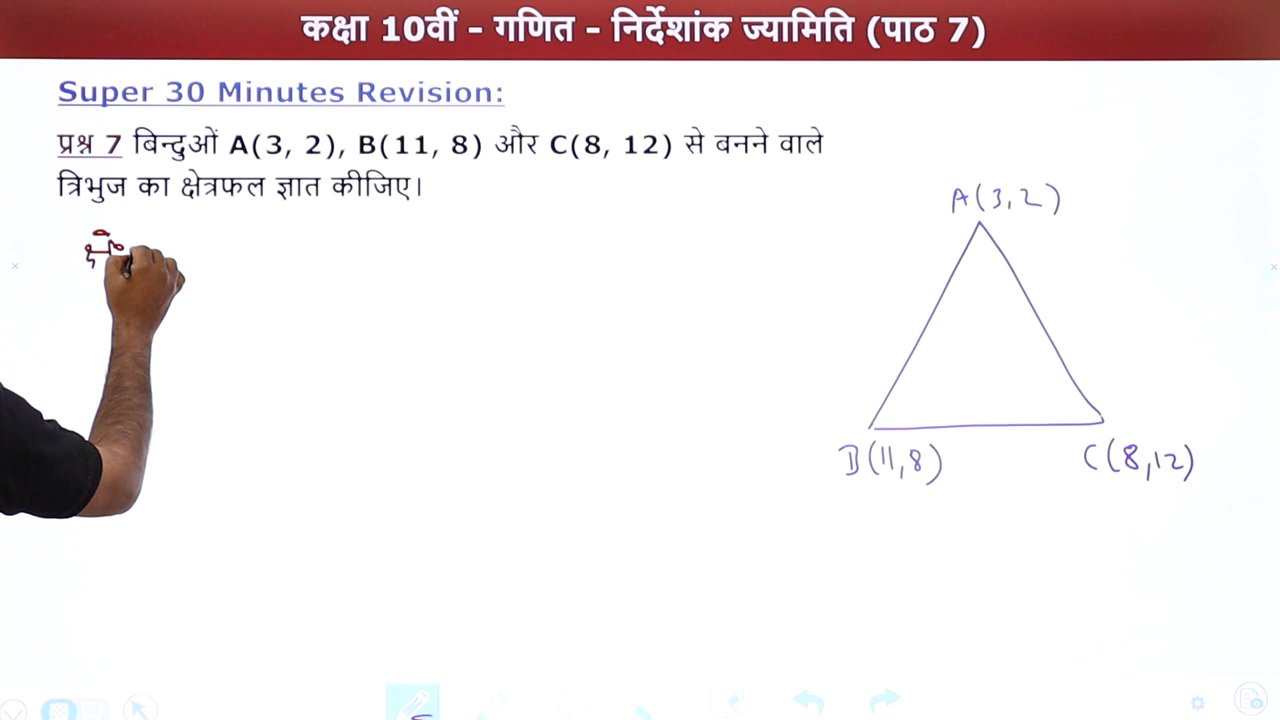 कक्षा 10वीं - गणित - निर्देशांक ज्यामिति (पाठ 7)
Super 30 Minutes Revision:
प्रश्न 7 बिन्दुओं A(3, 2), B(11, 8) और C(8, 12) से बनने वाले
त्रिभुज का क्षेत्रफल ज्ञात कीजिए।
A(3,2)
B(11,8)
C(8,12)